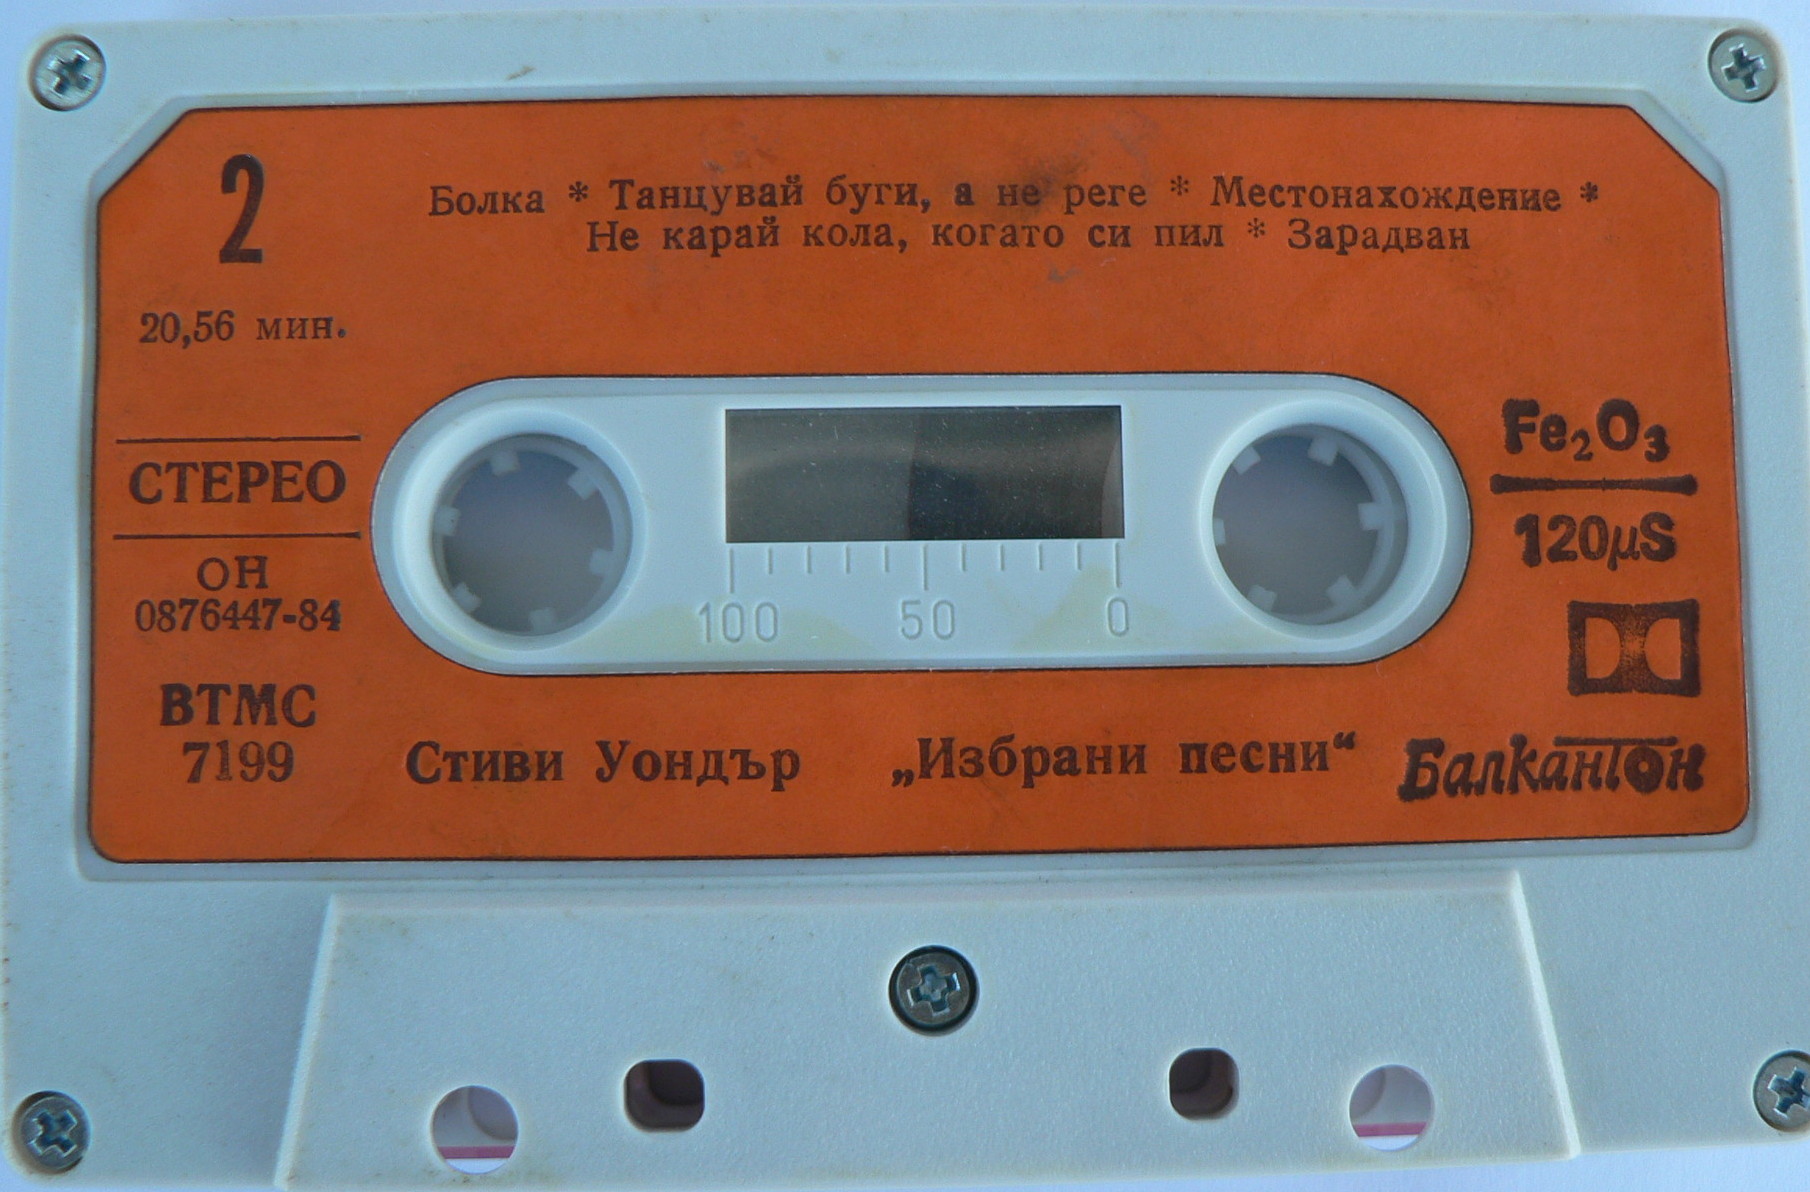 2
Болка * Танцувай буги, а не реге * Местонахождение *
Не карай кола, когато си пил * Зарадван
20,56 мин.
СТЕРЕО
ОН
0876447-84
ВТМС
7199
Fe₂O₃
120µS
100 50 0
Стиви Уондър „Избрани песни“
Балкантон